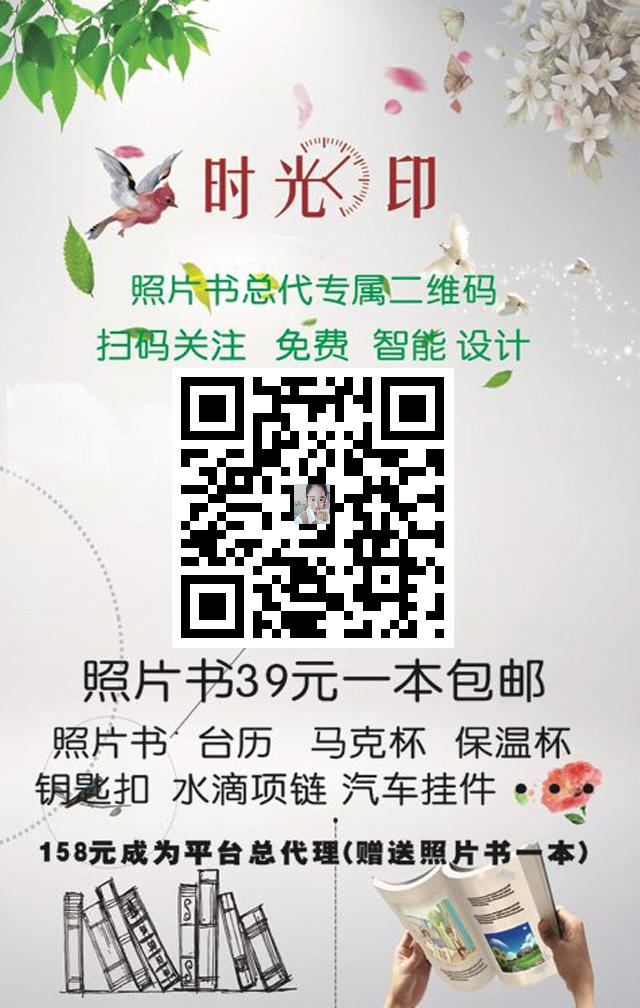 时光印
照片书总代专属二维码
扫码关注 免费 智能 设计
照片书39元一本包邮
照片书 台历 马克杯 保温杯
钥匙扣 水滴项链 汽车挂件
158元成为平台总代理(赠送照片书一本)